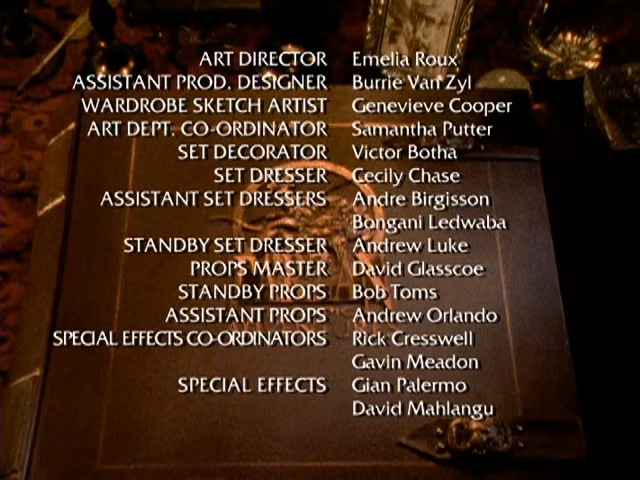 ART DIRECTOR Emelia Roux
ASSISTANT PROD. DESIGNER Burrie Van Zyl
WARDROBE SKETCH ARTIST Genevieve Cooper
ART DEPT. CO-ORDINATOR Samantha Putter
SET DECORATOR Victor Botha
SET DRESSER Cecily Chase
ASSISTANT SET DRESSERS Andre Birgisson
Bongani Ledwaba
STANDBY SET DRESSER Andrew Luke
PROPS MASTER David Glasscoe
STANDBY PROPS Bob Toms
ASSISTANT PROPS Andrew Orlando
SPECIAL EFFECTS CO-ORDINATORS Rick Cresswell
Gavin Meadon
SPECIAL EFFECTS Gian Palermo
David Mahlangu